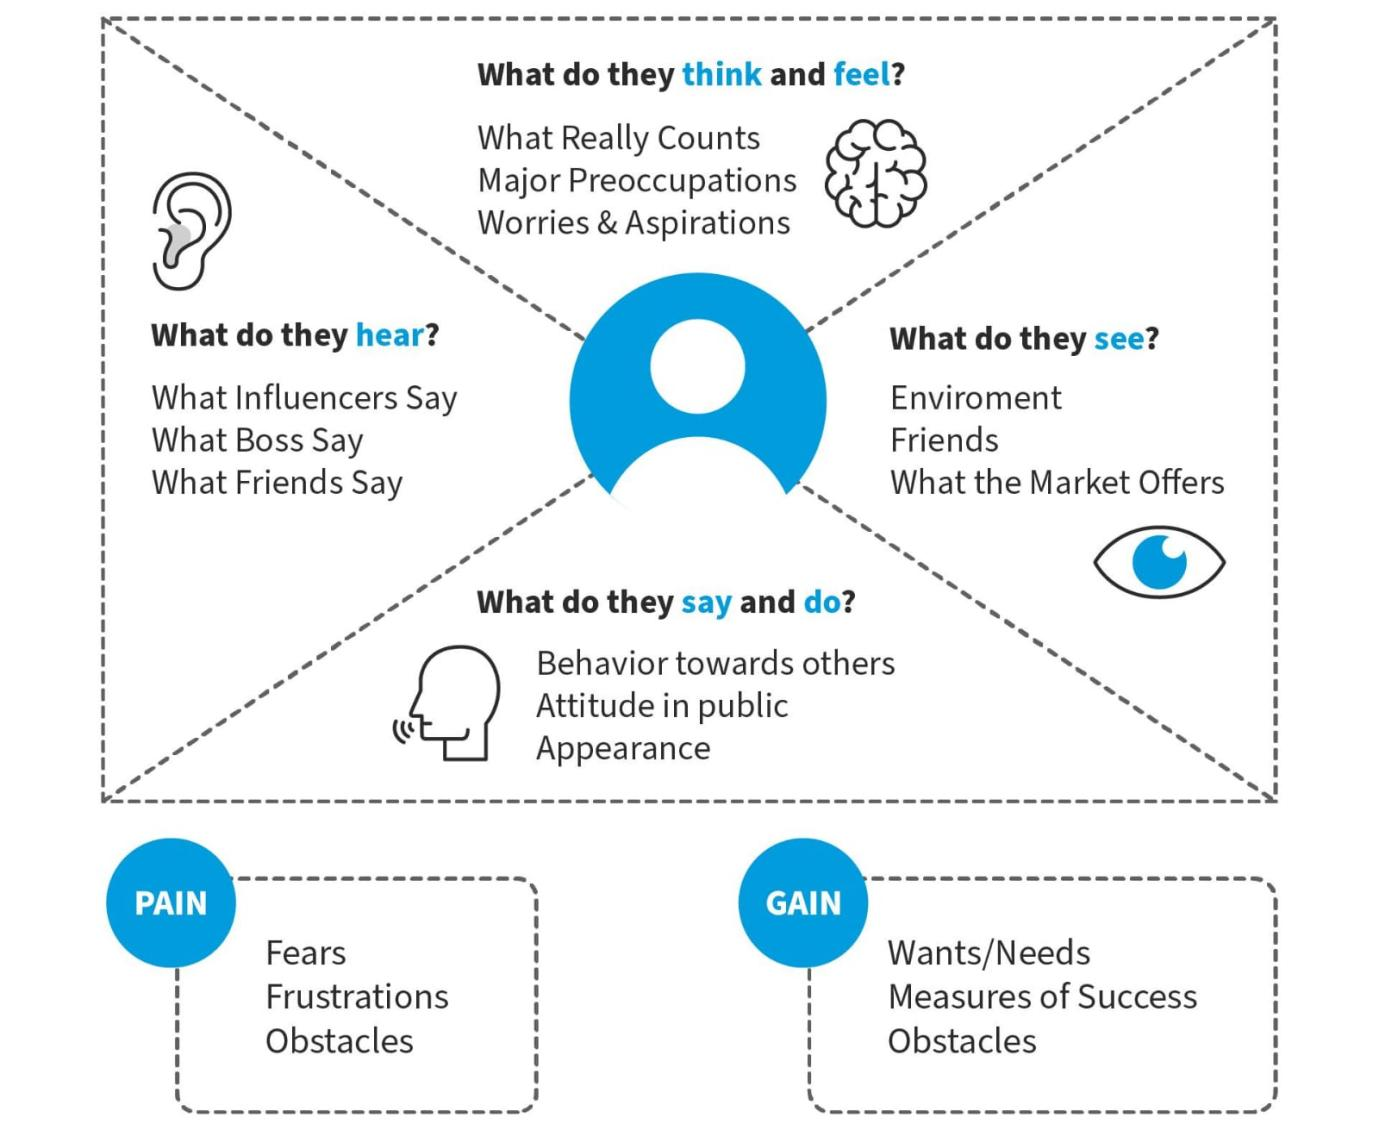 What do they think and feel?
What Really Counts
Major Preoccupations
Worries & Aspirations
What do they hear?
What Influencers Say
What Boss Say
What Friends Say
What do they see?
Enviroment
Friends
What the Market Offers
What do they say and do?
Behavior towards others
Attitude in public
Appearance
PAIN
Fears
Frustrations
Obstacles
GAIN
Wants/Needs
Measures of Success
Obstacles